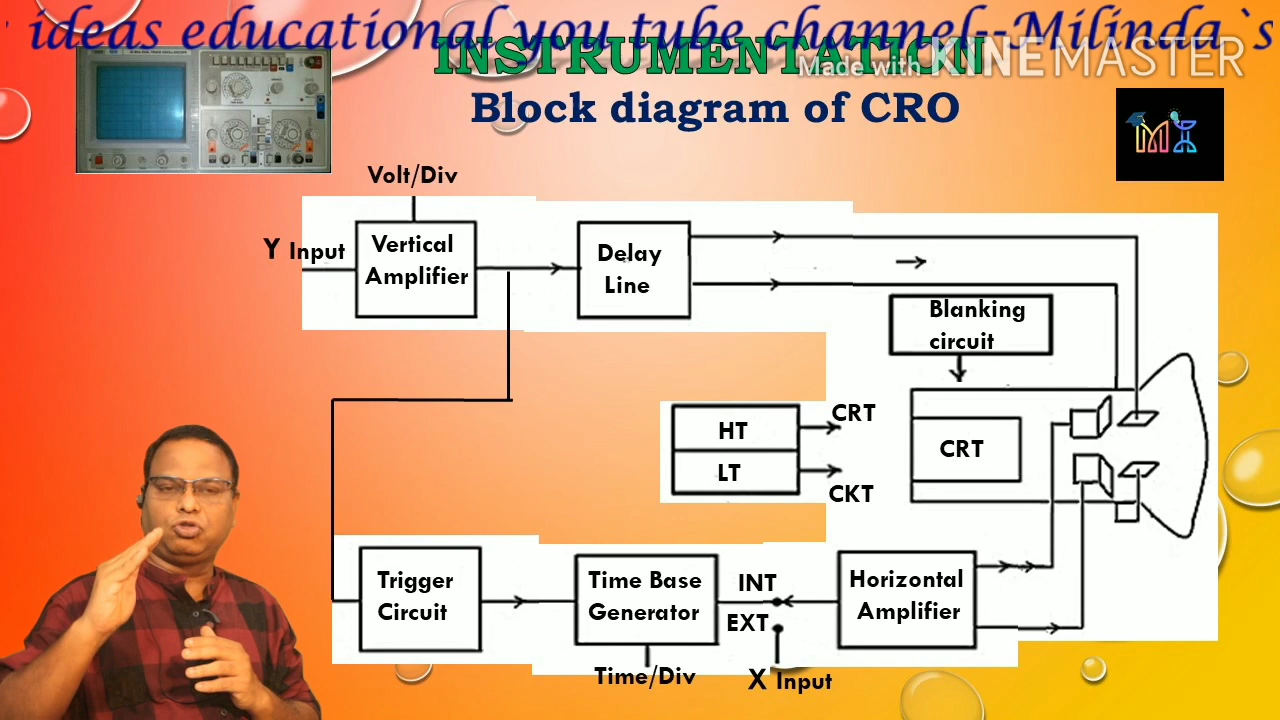 ideas educational you tube channel--Milinda`s
INSTRUMENTATION
Made with KINEMASTER
Block diagram of CRO
Volt/Div
Y Input
Vertical
Amplifier
Delay
Line
Blanking
circuit
HT
CRT
LT
CKT
CRT
Trigger
Circuit
Time Base
Generator
INT
EXT
Horizontal
Amplifier
Time/Div
X Input